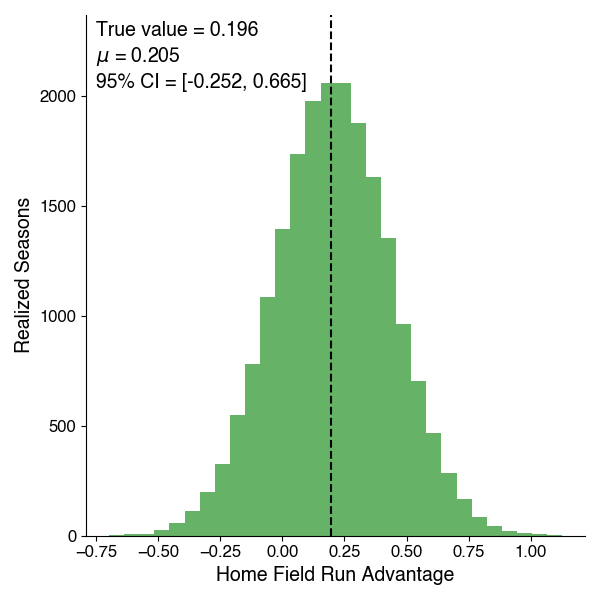 True value = 0.196
μ = 0.205
95% CI = [-0.252, 0.665]
Realized Seasons
2000
1500
1000
500
0
−0.75 −0.50 −0.25 0.00 0.25 0.50 0.75 1.00
Home Field Run Advantage